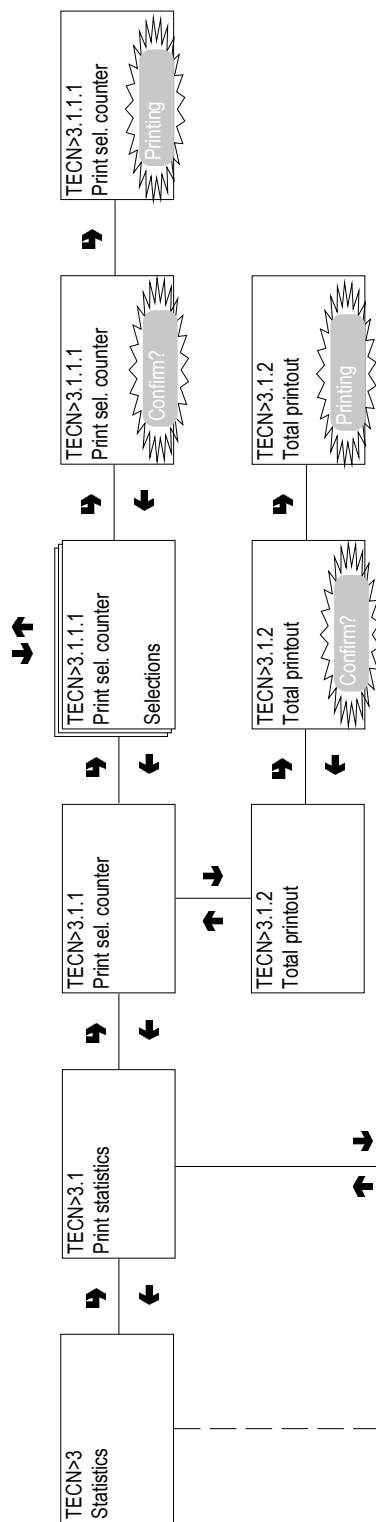 TECN>3
Statistics
TECN>3.1
Print statistics
TECN>3.1.1
Print sel. counter
TECN>3.1.1.1
Print sel. counter
Selections
TECN>3.1.1.1
Print sel. counter
Confirm?
TECN>3.1.1.1
Print sel. counter
Printing
TECN>3.1.2
Total printout
TECN>3.1.2
Total printout
Confirm?
TECN>3.1.2
Total printout
Printing